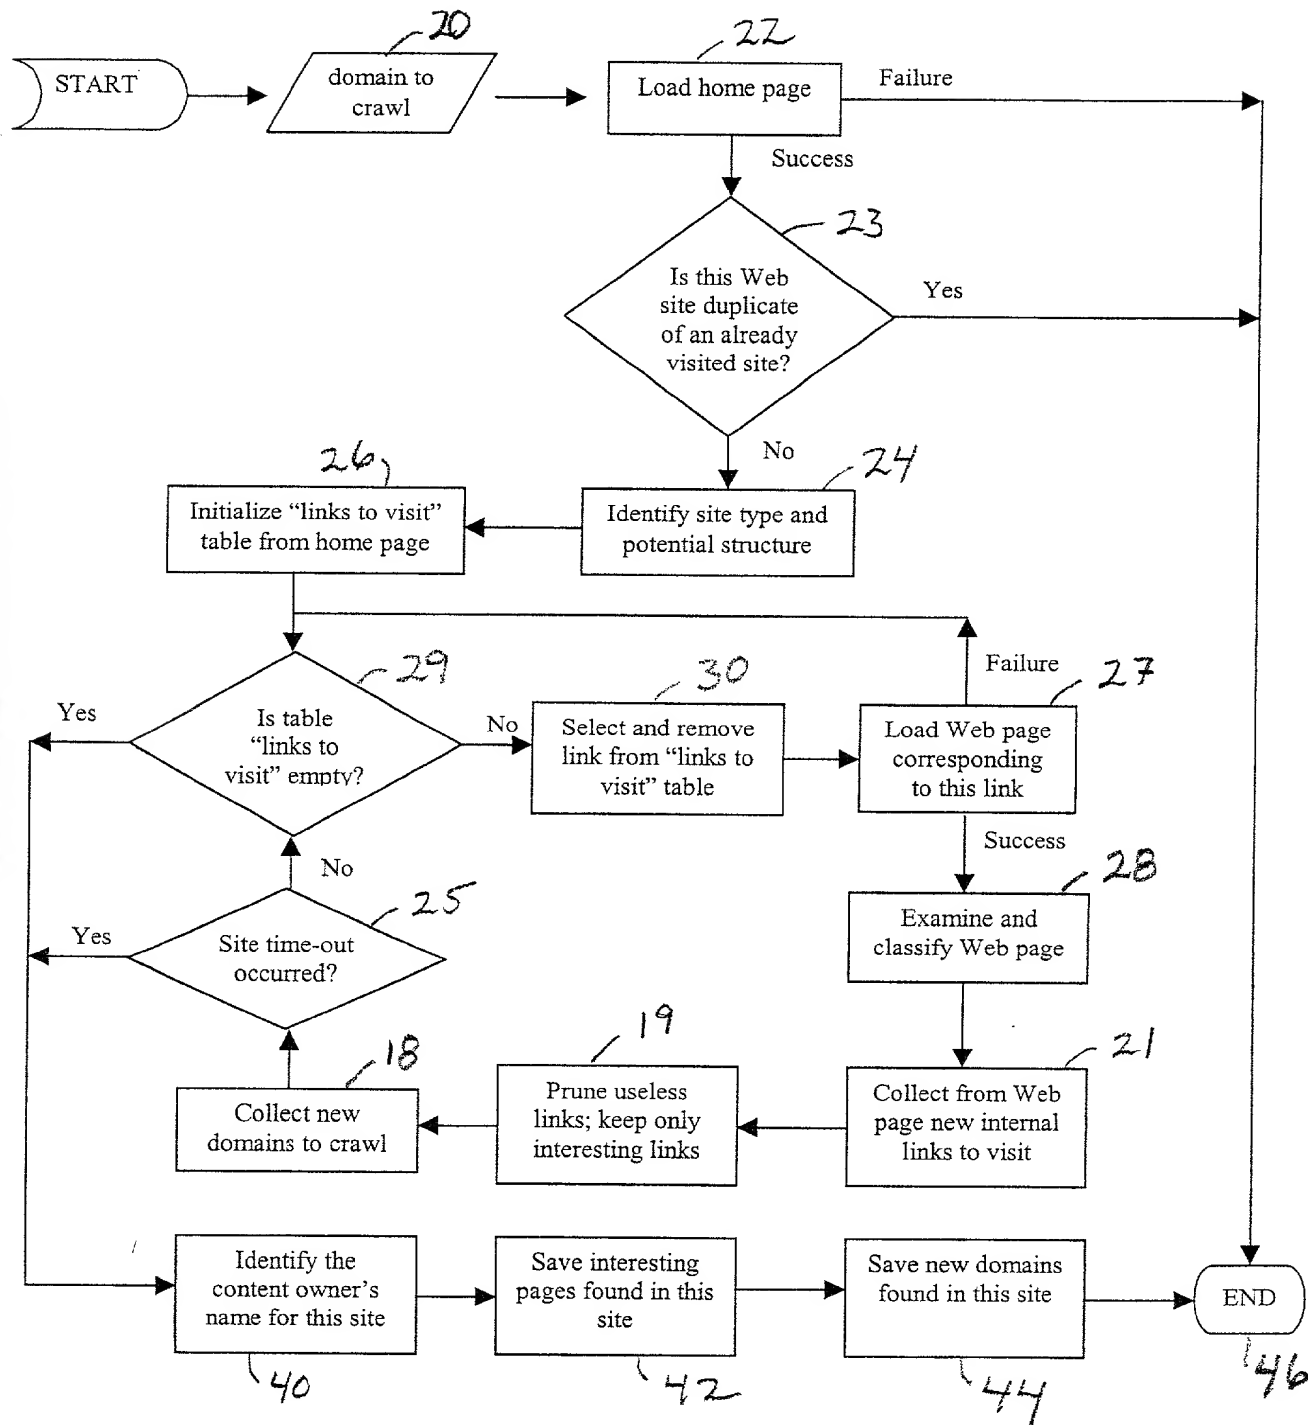 20
22
START
domain to
crawl
Load home page
Failure
Success
23
Is this Web
site duplicate
of an already
visited site?
Yes
No
26
24
Initialize “links to visit”
table from home page
Identify site type and
potential structure
29
30
Failure
27
Yes
Is table
“links to
visit” empty?
No
Select and remove
link from “links to
visit” table
Load Web page
corresponding
to this link
Success
No
28
25
Yes
Site time-out
occurred?
Examine and
classify Web page
18
19
21
Collect new
domains to crawl
Prune useless
links; keep only
interesting links
Collect from Web
page new internal
links to visit
Identify the
content owner’s
name for this site
Save interesting
pages found in this
site
Save new domains
found in this site
END
40
42
44
46